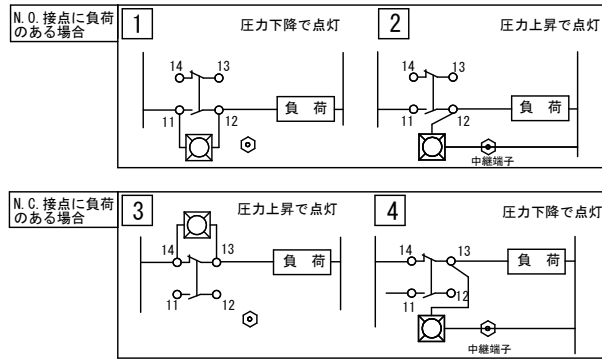 N.O.接点に負荷
のある場合
1
圧力下降で点灯
14
13
11
12
負 荷
2
圧力上昇で点灯
14
13
11
12
負 荷
中継端子
N.C.接点に負荷
のある場合
3
圧力上昇で点灯
14
13
11
12
負 荷
4
圧力下降で点灯
14
13
11
12
負 荷
中継端子